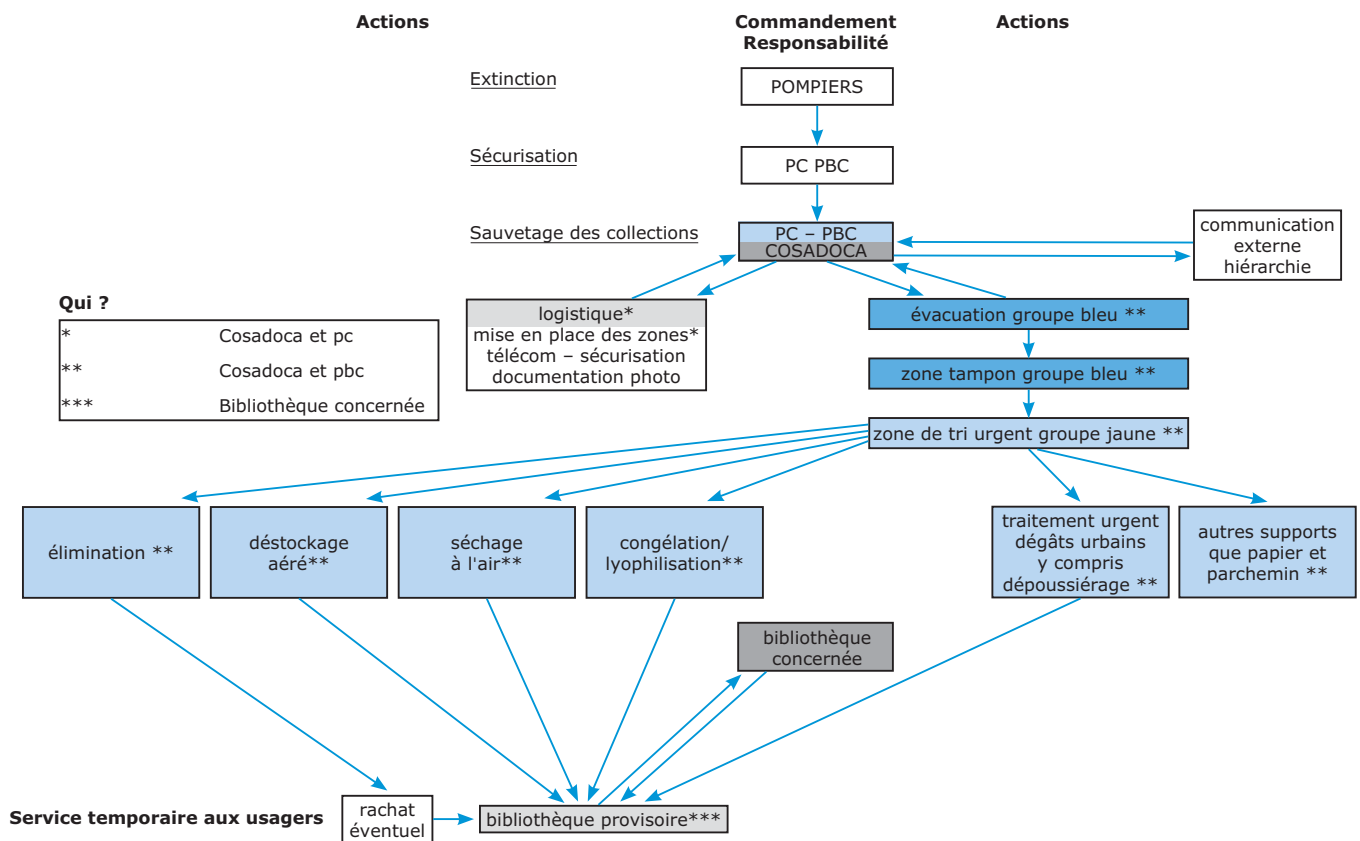 Actions
Commandement
Responsabilité
Actions
Extinction
POMPIERS
Sécurisation
PC PBC
Sauvetage des collections
PC – PBC
COSADOCA
communication
externe
hiérarchie
Qui ?
* Cosadoca et pc
** Cosadoca et pbc
*** Bibliothèque concernée
logistique*
mise en place des zones*
télécom – sécurisation
documentation photo
évacuation groupe bleu **
zone tampon groupe bleu **
zone de tri urgent groupe jaune **
élimination **
déstockage
aéré**
séchage
à l'air**
congélation/
lyophilisation**
traitement urgent
dégâts urbains
y compris
dépoussiérage **
autres supports
que papier et
parchemin **
bibliothèque
concernée
Service temporaire aux usagers
rachat
éventuel
bibliothèque provisoire***